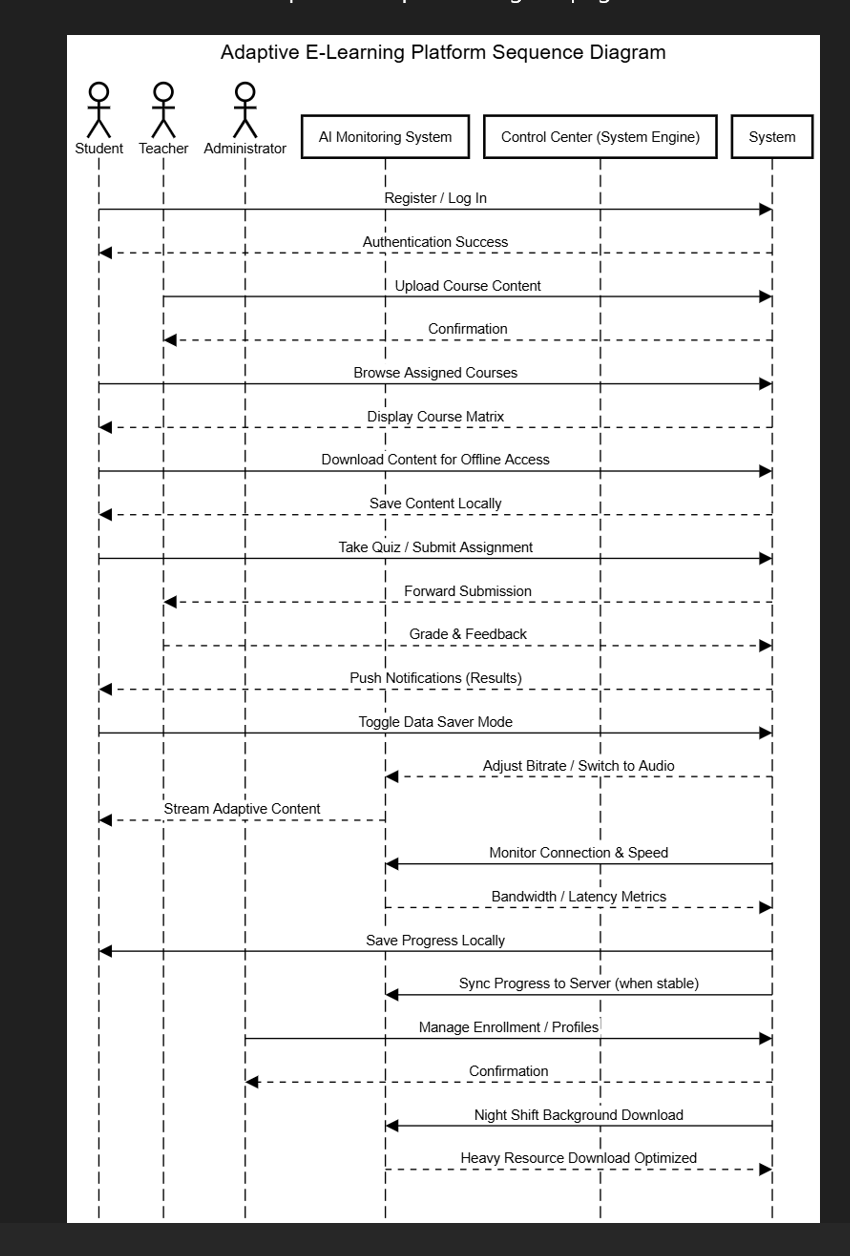 Adaptive E-Learning Platform Sequence Diagram
Student
Teacher
Administrator
AI Monitoring System
Control Center (System Engine)
System
Register / Log In
Authentication Success
Upload Course Content
Confirmation
Browse Assigned Courses
Display Course Matrix
Download Content for Offline Access
Save Content Locally
Take Quiz / Submit Assignment
Forward Submission
Grade & Feedback
Push Notifications (Results)
Toggle Data Saver Mode
Adjust Bitrate / Switch to Audio
Stream Adaptive Content
Monitor Connection & Speed
Bandwidth / Latency Metrics
Save Progress Locally
Sync Progress to Server (when stable)
Manage Enrollment / Profiles
Confirmation
Night Shift Background Download
Heavy Resource Download Optimized